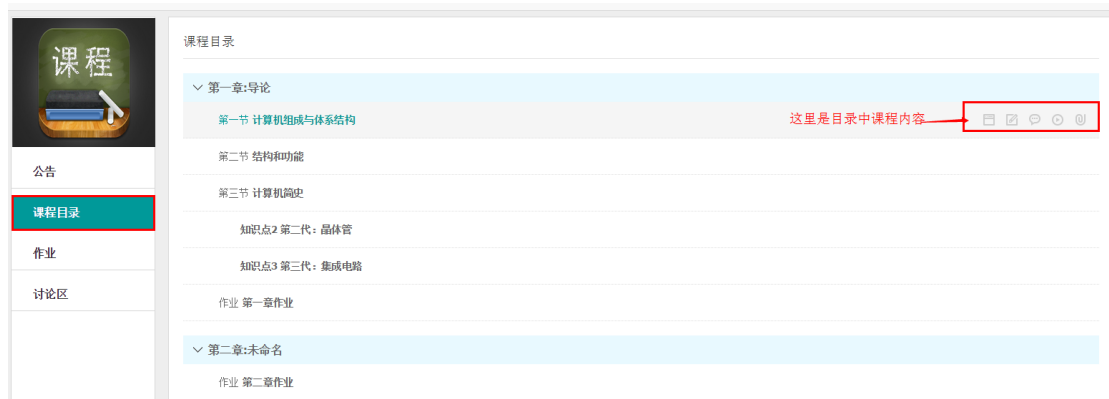 课程
公告
课程目录
作业
讨论区
课程目录
第一章:导论
第一节 计算机组成与体系结构
这里是目录中课程内容
第二节 结构和功能
第三节 计算机简史
知识点2 第二代：晶体管
知识点3 第三代：集成电路
作业 第一章作业
第二章:未命名
作业 第二章作业